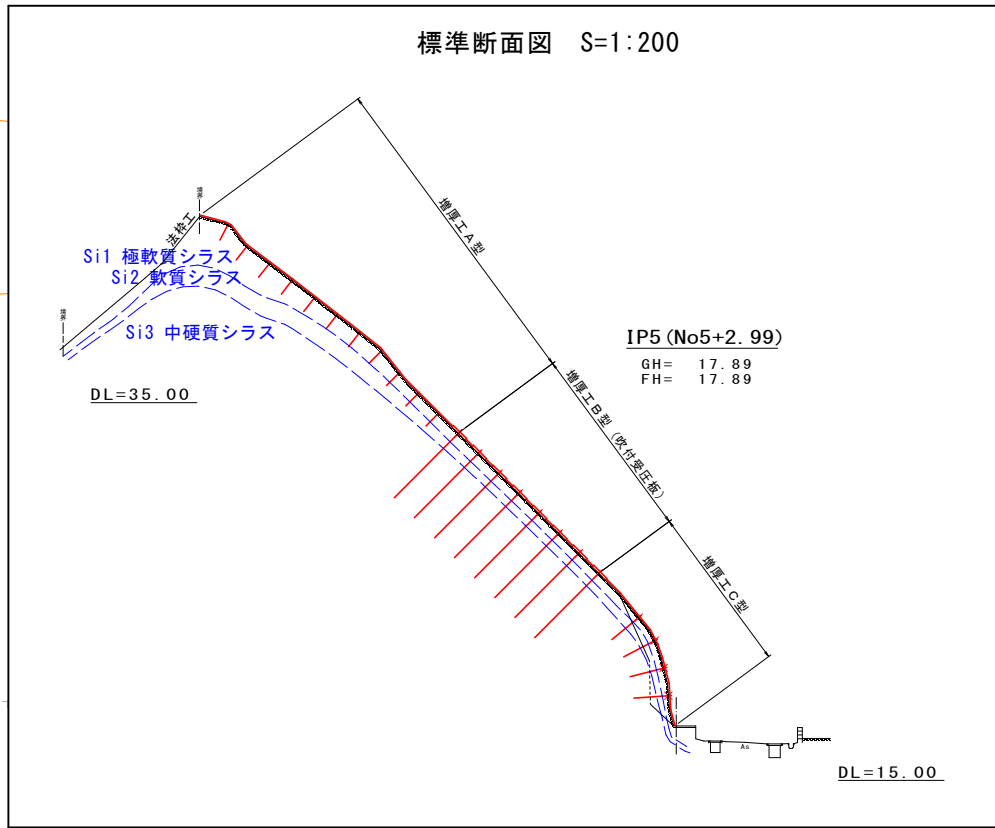 標準断面図 S=1:200
増厚工A型
法枠工
Si1 極軟質シラス
Si2 軟質シラス
Si3 中硬質シラス
DL=35.00
IP5(No5+2.99)
GH= 17.89
FH= 17.89
増厚工B型(吹付受圧板)
増厚工C型
As
DL=15.00